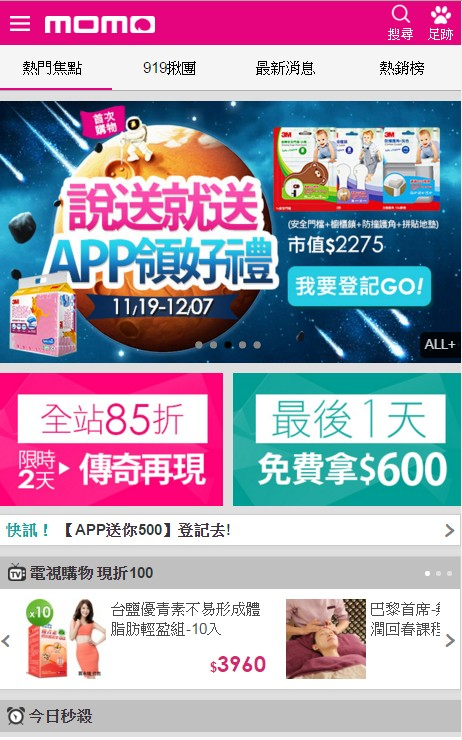 momo
搜尋
足跡
熱門焦點
919揪團
最新消息
熱銷榜
首次
購物
說送就送
APP領好禮
11/19-12/07
3M
(安全門檔+櫥櫃鎖+防撞護角+拼貼地墊)
市值$2275
我要登記GO!
ALL+
全站85折
限時
2天
傳奇再現
最後1天
免費拿$600
快訊!
【APP送你500】登記去!
TV
電視購物 現折100
x10
台鹽優青素不易形成體
脂肪輕盈組-10入
$3960
巴黎首席-
潤回春課程
今日秒殺